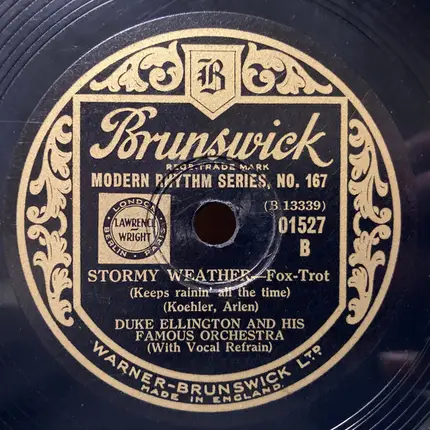 B
Brunswick
REGD. TRADE MARK
MODERN RHYTHM SERIES, NO. 167
(B 13339)
01527
B
LONDON
LAWRENCE
WRIGHT
BERLIN PARIS
STORMY WEATHER—Fox-Trot
(Keeps rainin' all the time)
(Koehler, Arlen)
DUKE ELLINGTON AND HIS
FAMOUS ORCHESTRA
(With Vocal Refrain)
WARNER-BRUNSWICK LTD.
MADE IN ENGLAND.